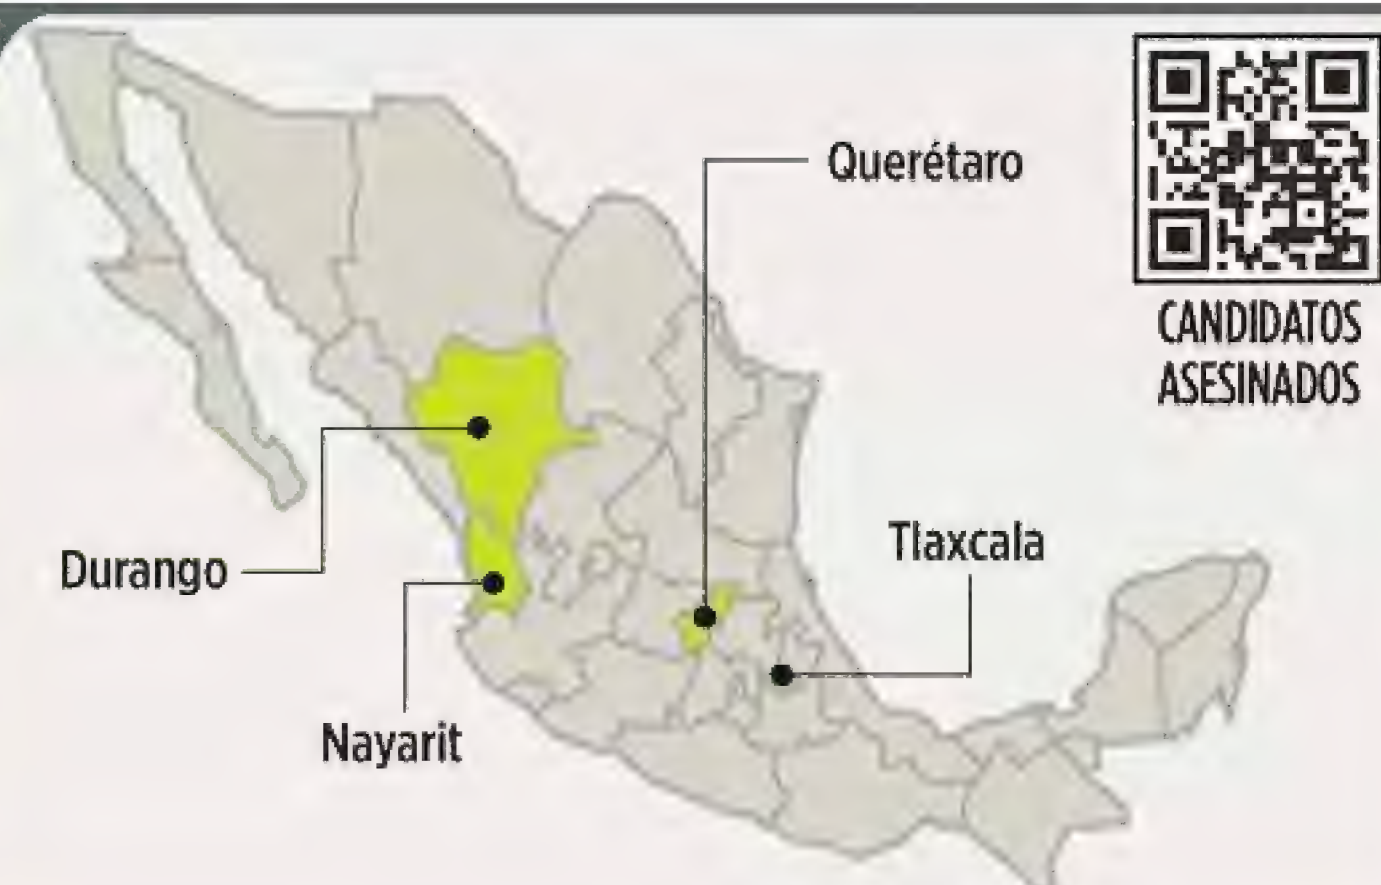 Querétaro
CANDIDATOS
ASESINADOS
Tlaxcala
Durango
Nayarit